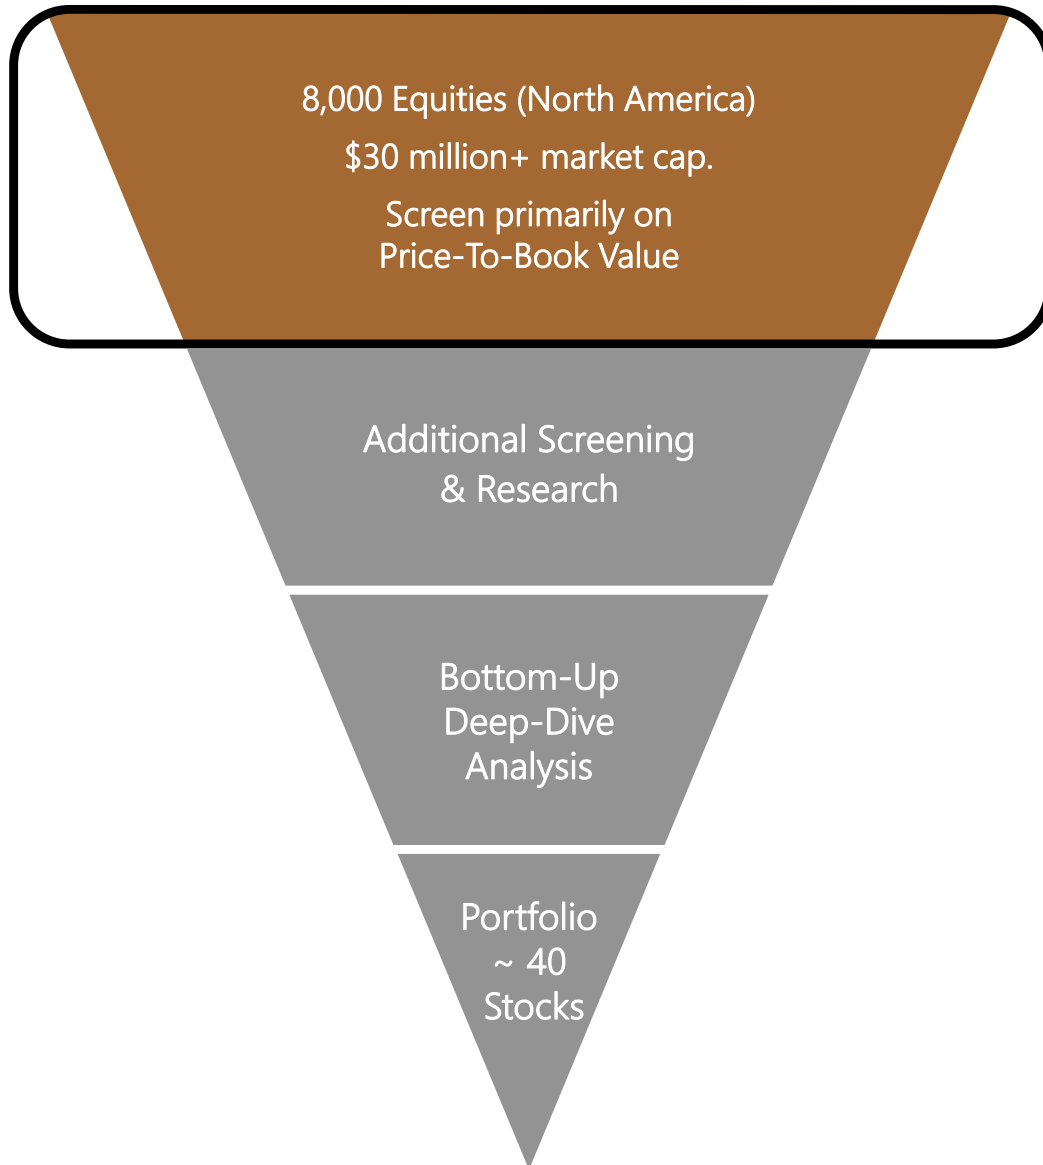 8,000 Equities (North America)
$30 million+ market cap.
Screen primarily on
Price-To-Book Value
Additional Screening
& Research
Bottom-Up
Deep-Dive
Analysis
Portfolio
~ 40
Stocks